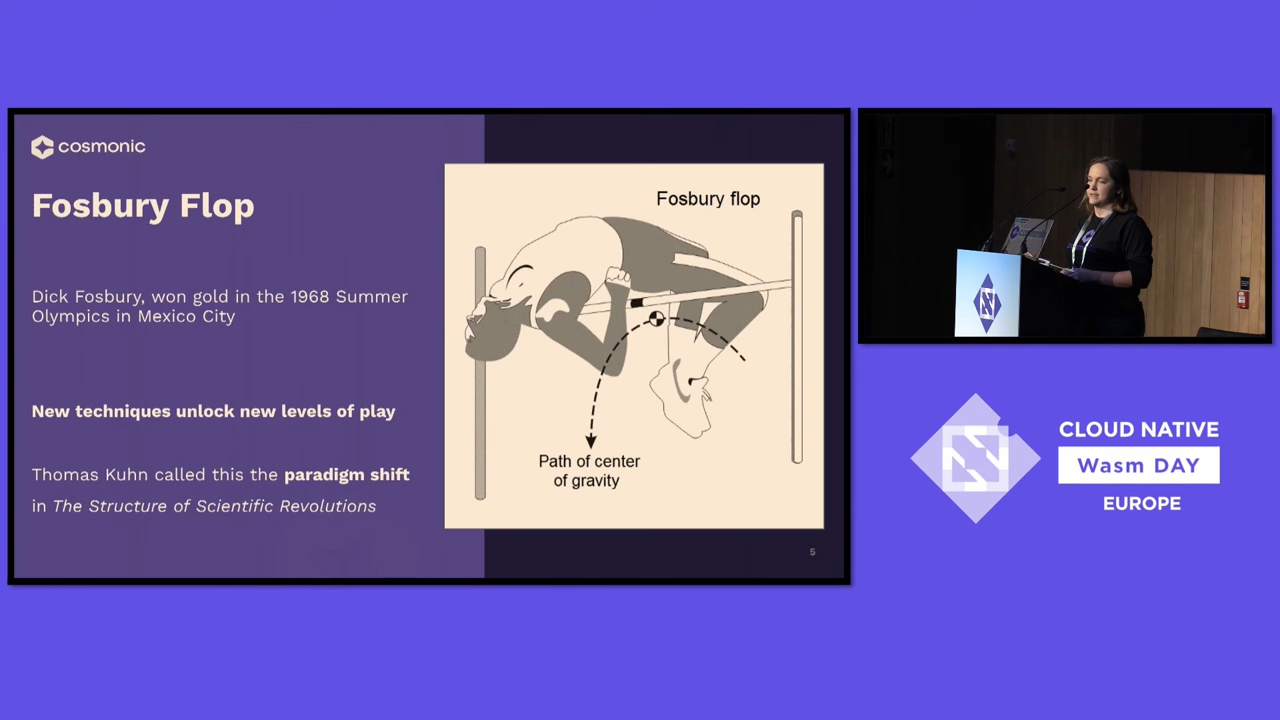 cosmonic
Fosbury Flop
Dick Fosbury, won gold in the 1968 Summer
Olympics in Mexico City
New techniques unlock new levels of play
Thomas Kuhn called this the paradigm shift
in The Structure of Scientific Revolutions
Fosbury flop
Path of center
of gravity
5
CLOUD NATIVE
Wasm DAY
EUROPE